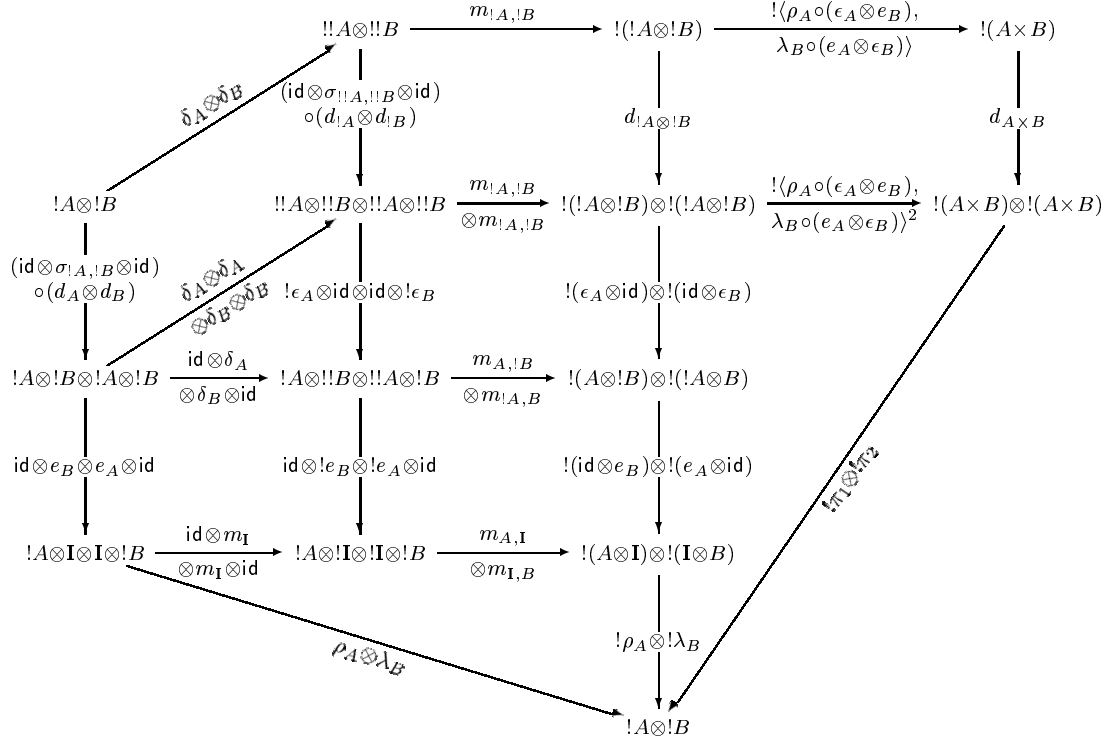 !!A⊗!!B
m_{!A,!B}
!(!A⊗!B)
!⟨ρ_A∘(ϵ_A⊗e_B),
λ_B∘(e_A⊗ϵ_B)⟩
!(A×B)
δ_A⊗δ_B
(id⊗σ_{!!A,!!B}⊗id)
∘(d_{!A}⊗d_{!B})
d_{!A⊗!B}
d_{A×B}
!A⊗!B
!!A⊗!!B⊗!!A⊗!!B
m_{!A,!B}
⊗m_{!A,!B}
!(!A⊗!B)⊗!(!A⊗!B)
!⟨ρ_A∘(ϵ_A⊗e_B),
λ_B∘(e_A⊗ϵ_B)⟩²
!(A×B)⊗!(A×B)
(id⊗σ_{!A,!B}⊗id)
∘(d_A⊗d_B)
δ_A⊗δ_A
⊗δ_B⊗δ_B
!ϵ_A⊗id⊗id⊗!ϵ_B
!(ϵ_A⊗id)⊗!(id⊗ϵ_B)
!A⊗!B⊗!A⊗!B
id⊗δ_A
⊗δ_B⊗id
!A⊗!!B⊗!!A⊗!B
m_{A,!B}
⊗m_{!A,B}
!(A⊗!B)⊗!(!A⊗B)
id⊗e_B⊗e_A⊗id
id⊗!e_B⊗!e_A⊗id
!(id⊗e_B)⊗!(e_A⊗id)
!π_1⊗!π_2
!A⊗I⊗I⊗!B
id⊗m_I
⊗m_I⊗id
!A⊗!I⊗!I⊗!B
m_{A,I}
⊗m_{I,B}
!(A⊗I)⊗!(I⊗B)
ρ_A⊗λ_B
!ρ_A⊗!λ_B
!A⊗!B